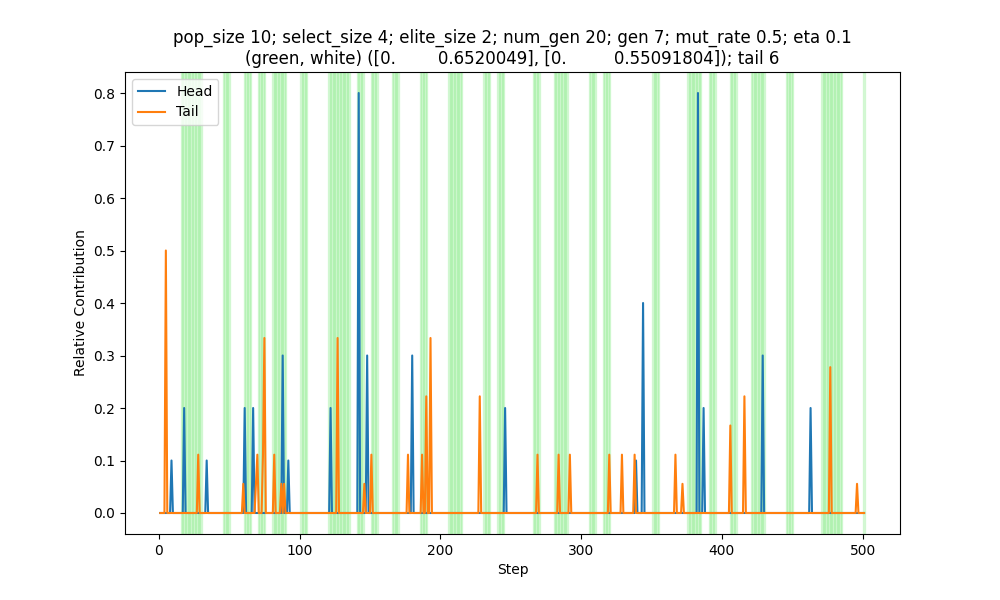 pop_size 10; select_size 4; elite_size 2; num_gen 20; gen 7; mut_rate 0.5; eta 0.1
(green, white) ([0.         0.6520049], [0.          0.55091804]); tail 6
Head
Tail
0.8
0.7
0.6
0.5
0.4
0.3
0.2
0.1
0.0
Relative Contribution
0
100
200
300
400
500
Step